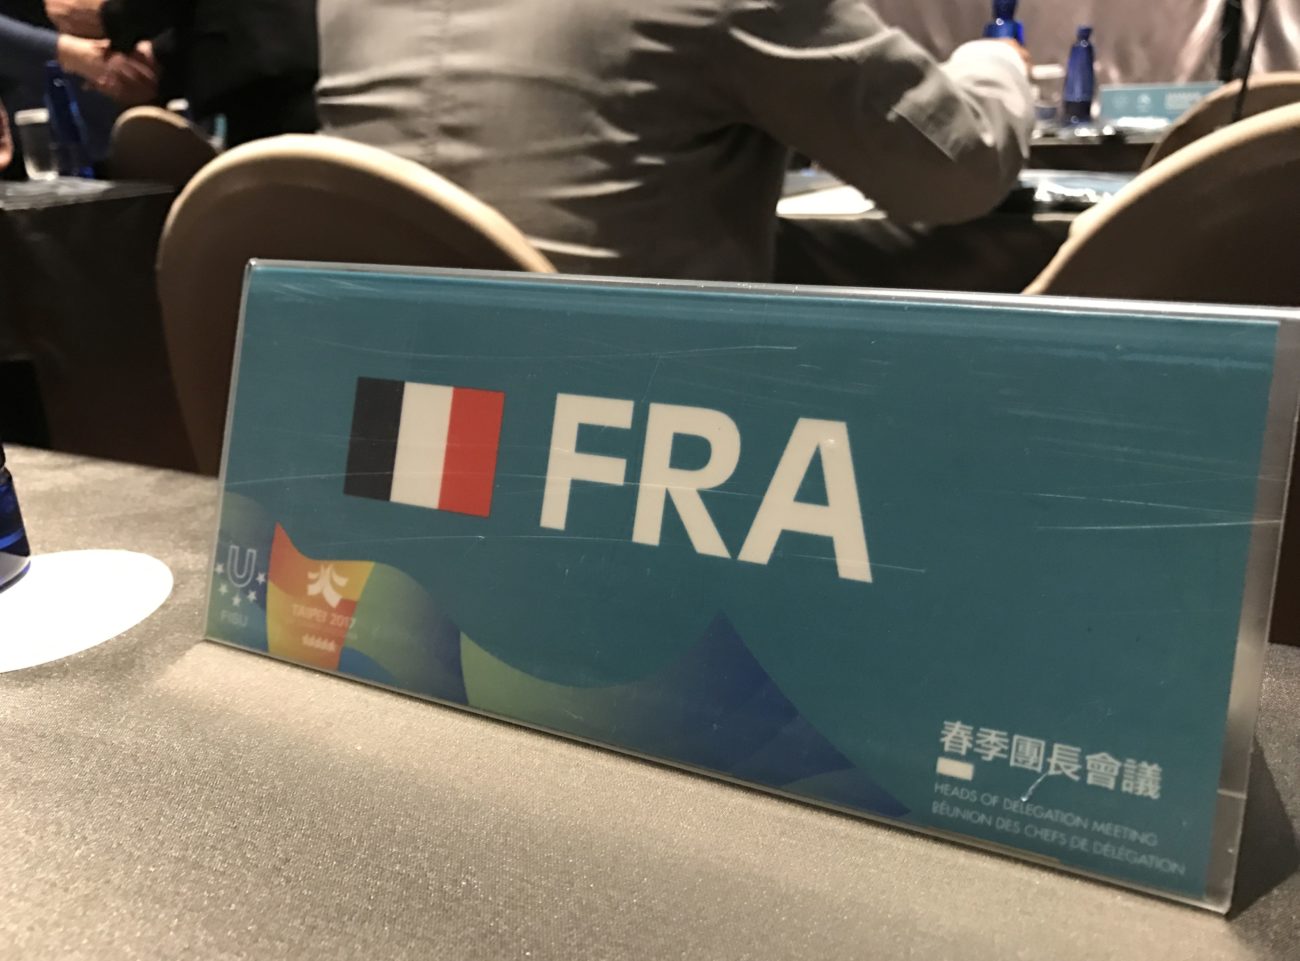 FRA
FISU
TAIPEI 2017
春季團長會議
HEADS OF DELEGATION MEETING
RÉUNION DES CHEFS DE DÉLÉGATION